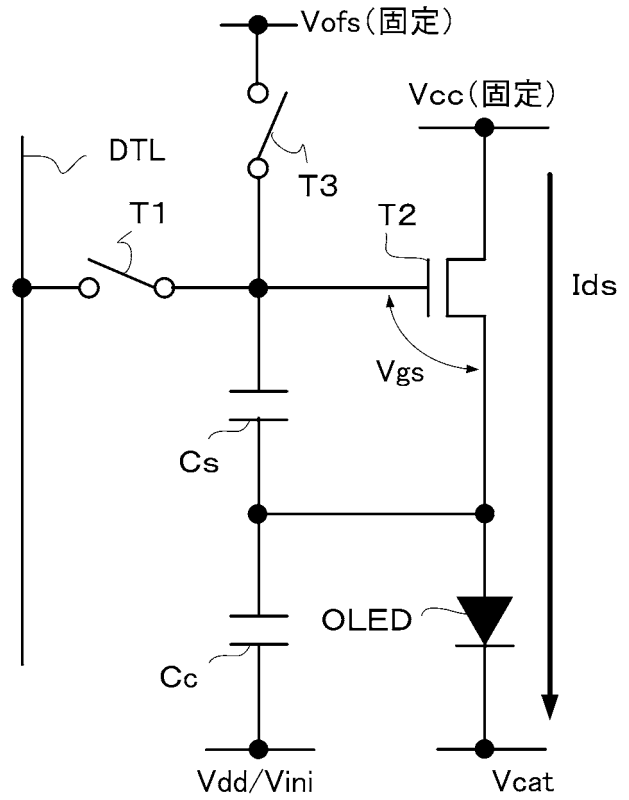 Vofs(固定)
Vcc(固定)
DTL
T3
T1
T2
Ids
Vgs
Cs
OLED
Cc
Vdd/Vini
Vcat